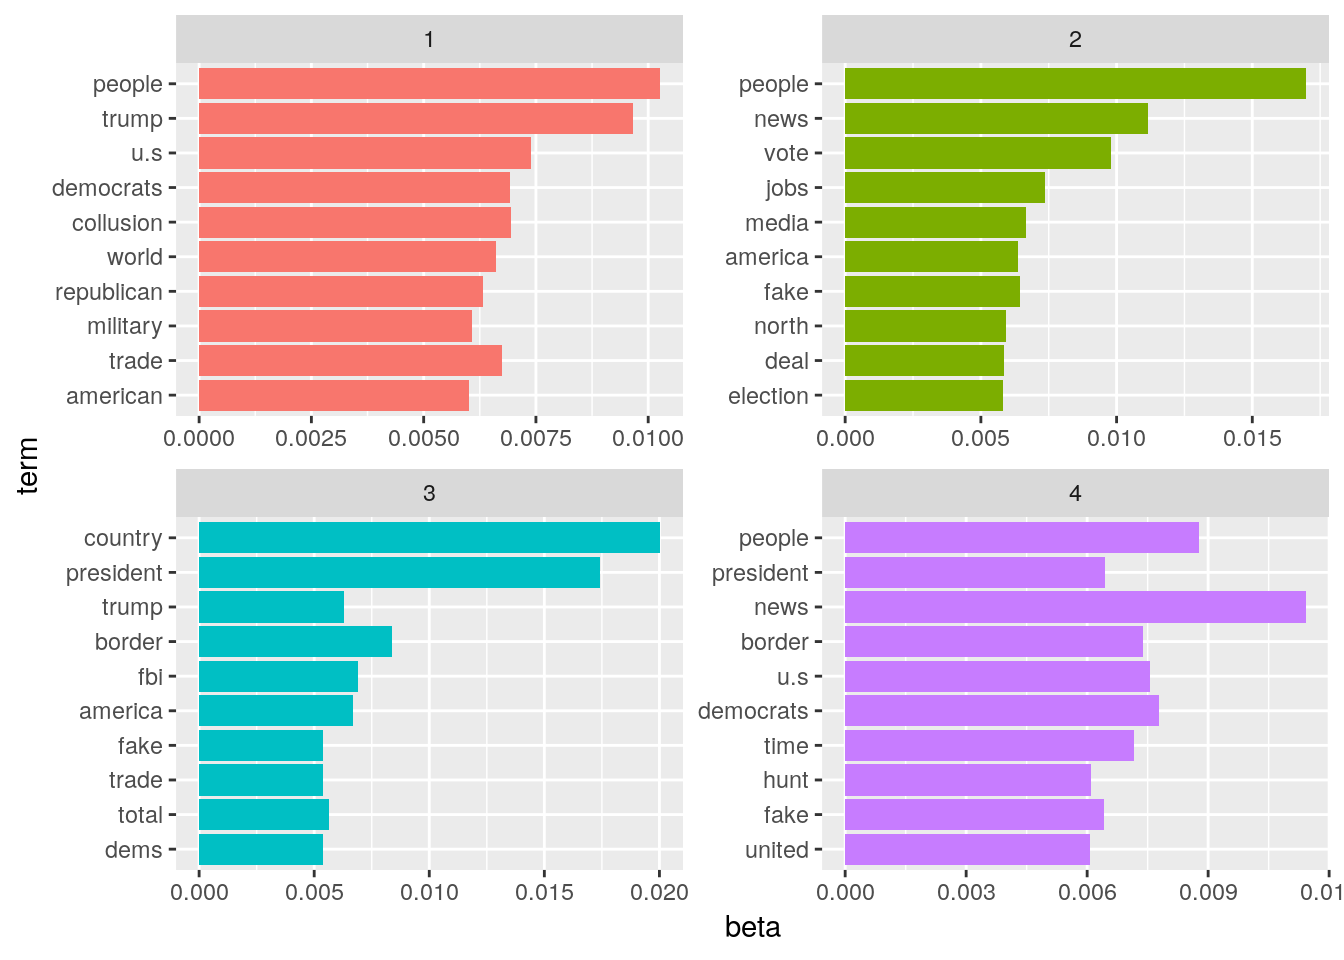 1
people
trump
u.s
democrats
collusion
world
republican
military
trade
american
0.0000 0.0025 0.0050 0.0075 0.0100
2
people
news
vote
jobs
media
america
fake
north
deal
election
0.000 0.005 0.010 0.015
term
3
country
president
trump
border
fbi
america
fake
trade
total
dems
0.000 0.005 0.010 0.015 0.020
4
people
president
news
border
u.s
democrats
time
hunt
fake
united
0.000 0.003 0.006 0.009 0.01
beta